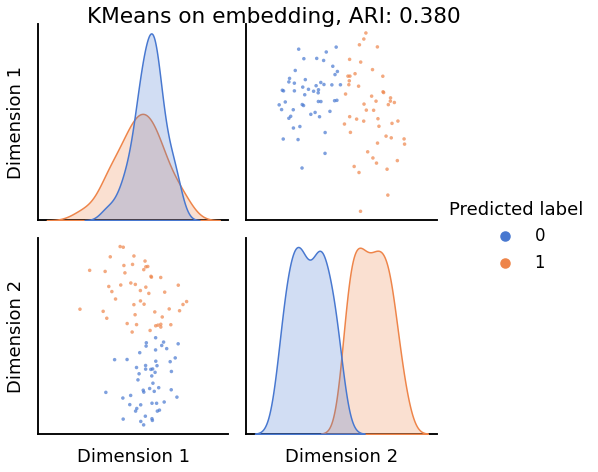 KMeans on embedding, ARI: 0.380
Dimension 1
Predicted label
0
1
Dimension 2
Dimension 1
Dimension 2